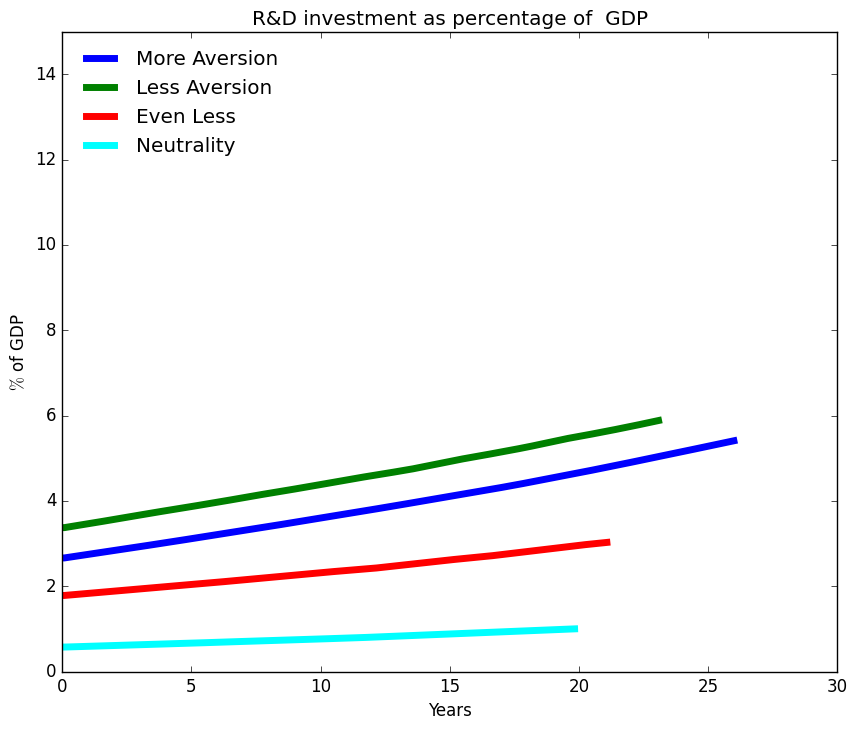 R&D investment as percentage of  GDP
More Aversion
Less Aversion
Even Less
Neutrality
% of GDP
14
12
10
8
6
4
2
0
0 5 10 15 20 25 30
Years